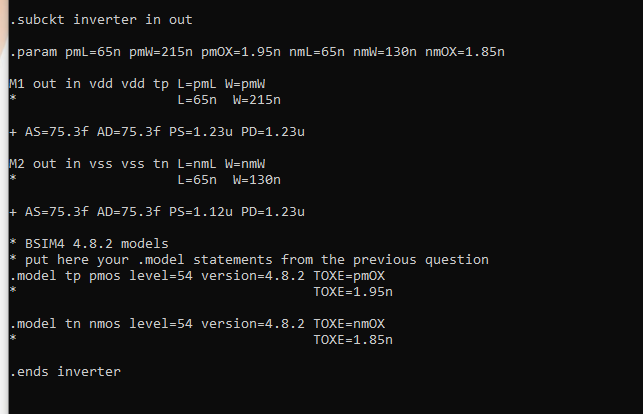 .subckt inverter in out
.param pmL=65n pmW=215n pmOX=1.95n nmL=65n nmW=130n nmOX=1.85n
M1 out in vdd vdd tp L=pmL W=pmW
* L=65n W=215n
+ AS=75.3f AD=75.3f PS=1.23u PD=1.23u
M2 out in vss vss tn L=nmL W=nmW
* L=65n W=130n
+ AS=75.3f AD=75.3f PS=1.12u PD=1.23u
* BSIM4 4.8.2 models
* put here your .model statements from the previous question
.model tp pmos level=54 version=4.8.2 TOXE=pmOX
* TOXE=1.95n
.model tn nmos level=54 version=4.8.2 TOXE=nmOX
* TOXE=1.85n
.ends inverter